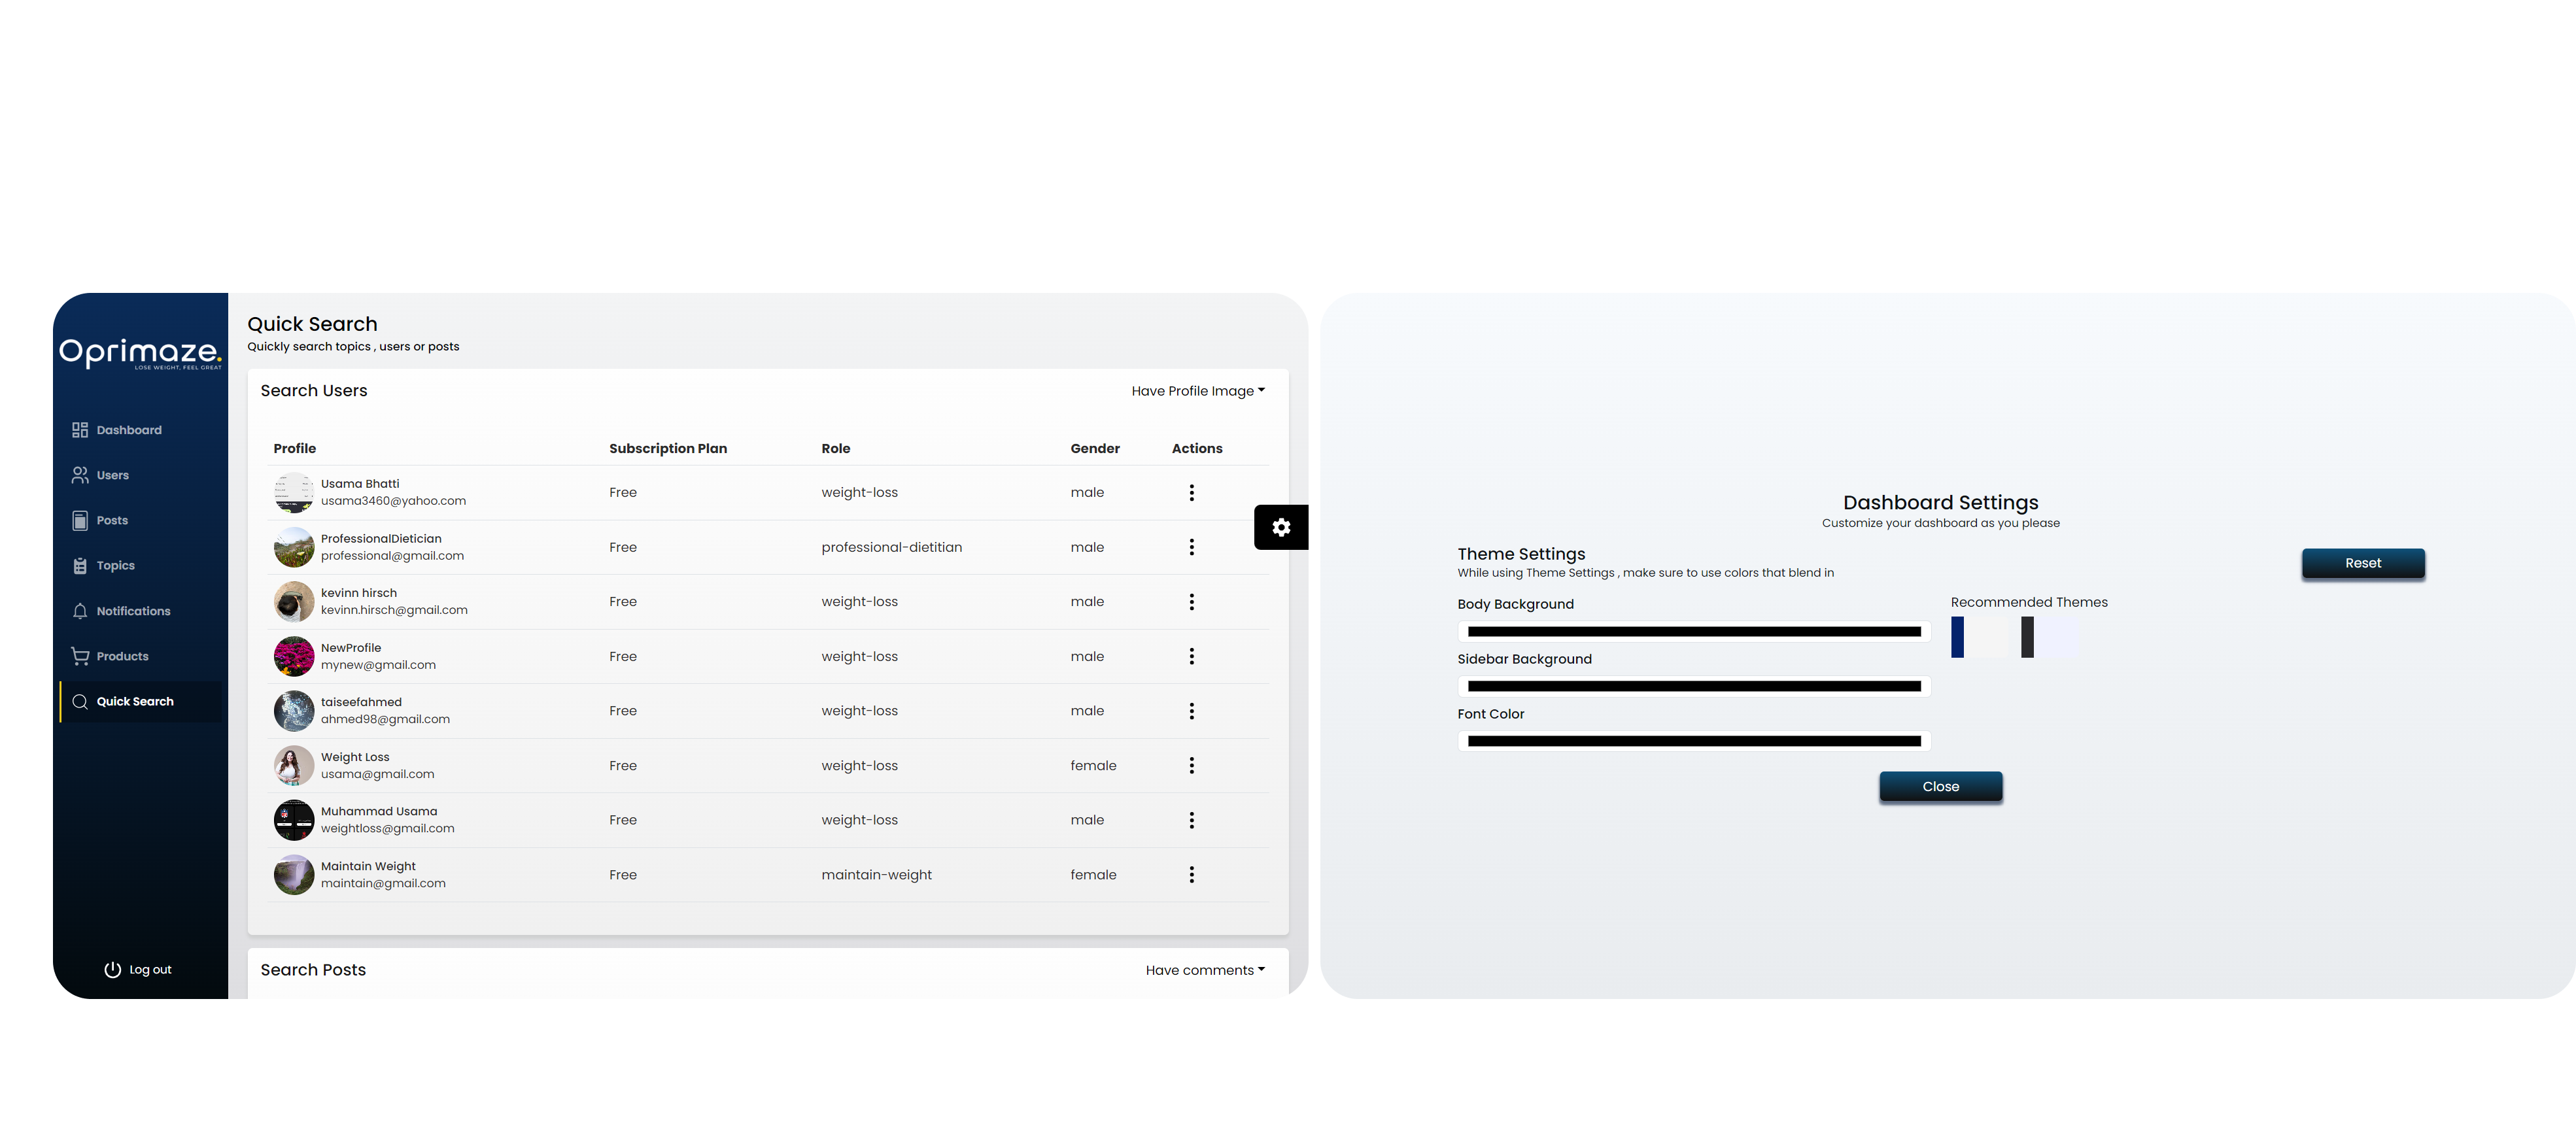 Oprimaze.
LOSE WEIGHT, FEEL GREAT
Dashboard
Users
Posts
Topics
Notifications
Products
Quick Search
Log out
Quick Search
Quickly search topics , users or posts
Search Users
Have Profile Image
Profile Subscription Plan Role Gender Actions
Usama Bhatti
usama3460@yahoo.com
Free weight-loss male
ProfessionalDietician
professional@gmail.com
Free professional-dietitian male
kevinn hirsch
kevinn.hirsch@gmail.com
Free weight-loss male
NewProfile
mynew@gmail.com
Free weight-loss male
taiseefahmed
ahmed98@gmail.com
Free weight-loss male
Weight Loss
usama@gmail.com
Free weight-loss female
Muhammad Usama
weightloss@gmail.com
Free weight-loss male
Maintain Weight
maintain@gmail.com
Free maintain-weight female
Search Posts
Have comments
Dashboard Settings
Customize your dashboard as you please
Theme Settings
While using Theme Settings , make sure to use colors that blend in
Reset
Body Background
Recommended Themes
Sidebar Background
Font Color
Close